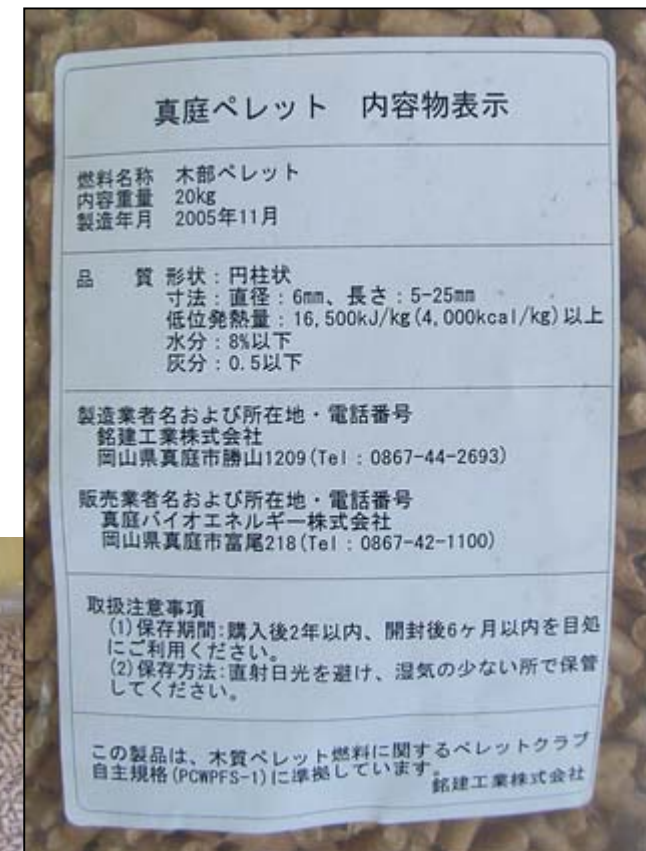 真庭ペレット 内容物表示
燃料名称 木部ペレット
内容重量 20kg
製造年月 2005年11月
品 質 形状：円柱状
寸法：直径：6mm、長さ：5-25mm
低位発熱量：16,500kJ/kg(4,000kcal/kg)以上
水分：8%以下
灰分：0.5以下
製造業者名および所在地・電話番号
銘建工業株式会社
岡山県真庭市勝山1209(Tel：0867-44-2693)
販売業者名および所在地・電話番号
真庭バイオエネルギー株式会社
岡山県真庭市富尾218(Tel：0867-42-1100)
取扱注意事項
(1)保存期間:購入後2年以内、開封後6ヶ月以内を目処
にご利用ください。
(2)保存方法:直射日光を避け、湿気の少ない所で保管
してください。
この製品は、木質ペレット燃料に関するペレットクラブ
自主規格(PCWPFS-1)に準拠しています。
銘建工業株式会社